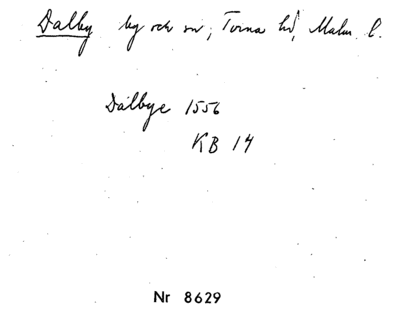 Dalby by och sn, Torna hd, Malm. l.
Dalbye 1556
KB 14
Nr 8629